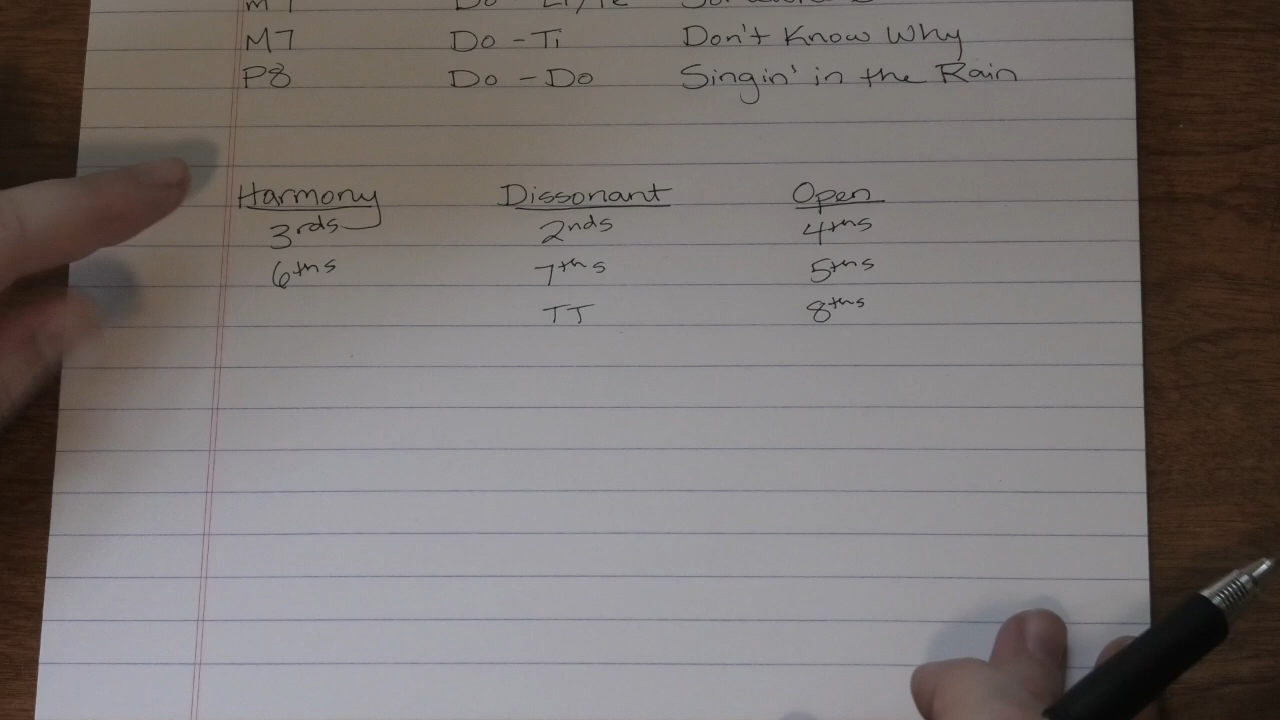 M7 Do - Ti Don't Know Why
P8 Do - Do Singin' in the Rain
Harmony Dissonant Open
3rds 2nds 4ths
6ths 7ths 5ths
TT 8ths